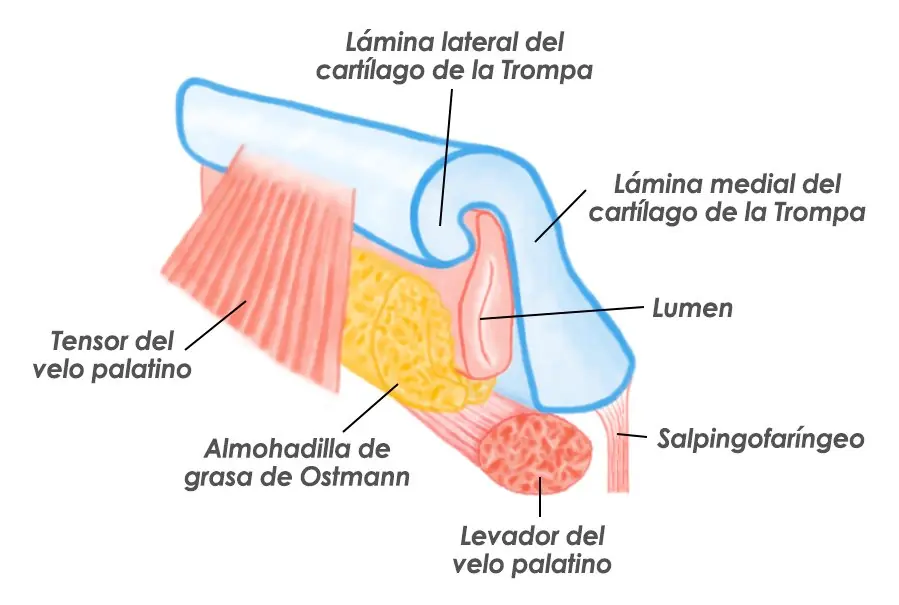 Lámina lateral del
cartílago de la Trompa
Lámina medial del
cartílago de la Trompa
Lumen
Tensor del
velo palatino
Almohadilla de
grasa de Ostmann
Salpingofaríngeo
Levador del
velo palatino